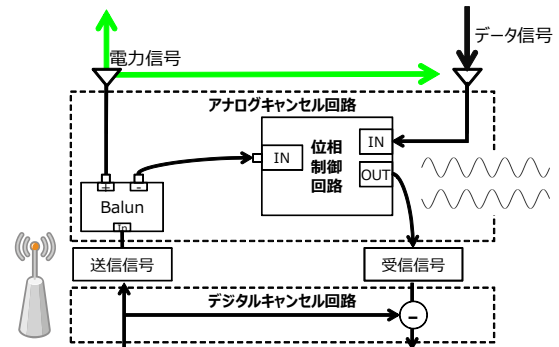 電力信号
データ信号
アナログキャンセル回路
位相
制御
回路
IN
IN
OUT
+
-
Balun
In
送信信号
受信信号
デジタルキャンセル回路
−